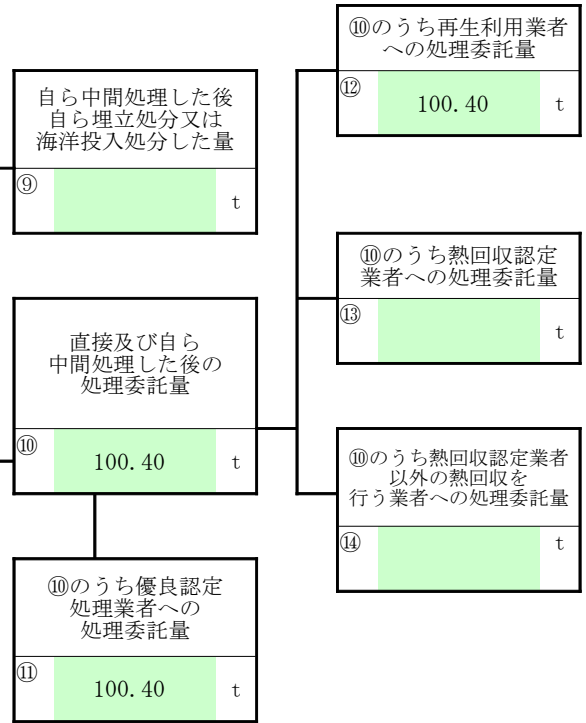 自ら中間処理した後
自ら埋立処分又は
海洋投入処分した量
⑨ t
直接及び自ら
中間処理した後の
処理委託量
⑩ 100.40 t
⑩のうち優良認定
処理業者への
処理委託量
⑪ 100.40 t
⑩のうち再生利用業者
への処理委託量
⑫ 100.40 t
⑩のうち熱回収認定
業者への処理委託量
⑬ t
⑩のうち熱回収認定業者
以外の熱回収を
行う業者への処理委託量
⑭ t